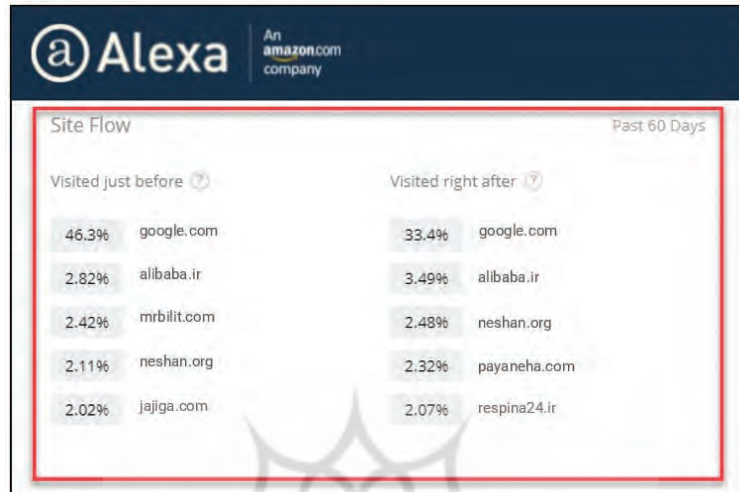 a Alexa
An
amazon.com
company
Site Flow
Past 60 Days
Visited just before ?
Visited right after ?
46.3% google.com
33.4% google.com
2.82% alibaba.ir
3.49% alibaba.ir
2.42% mrbilit.com
2.48% neshan.org
2.11% neshan.org
2.32% payaneha.com
2.02% jajiga.com
2.07% respina24.ir